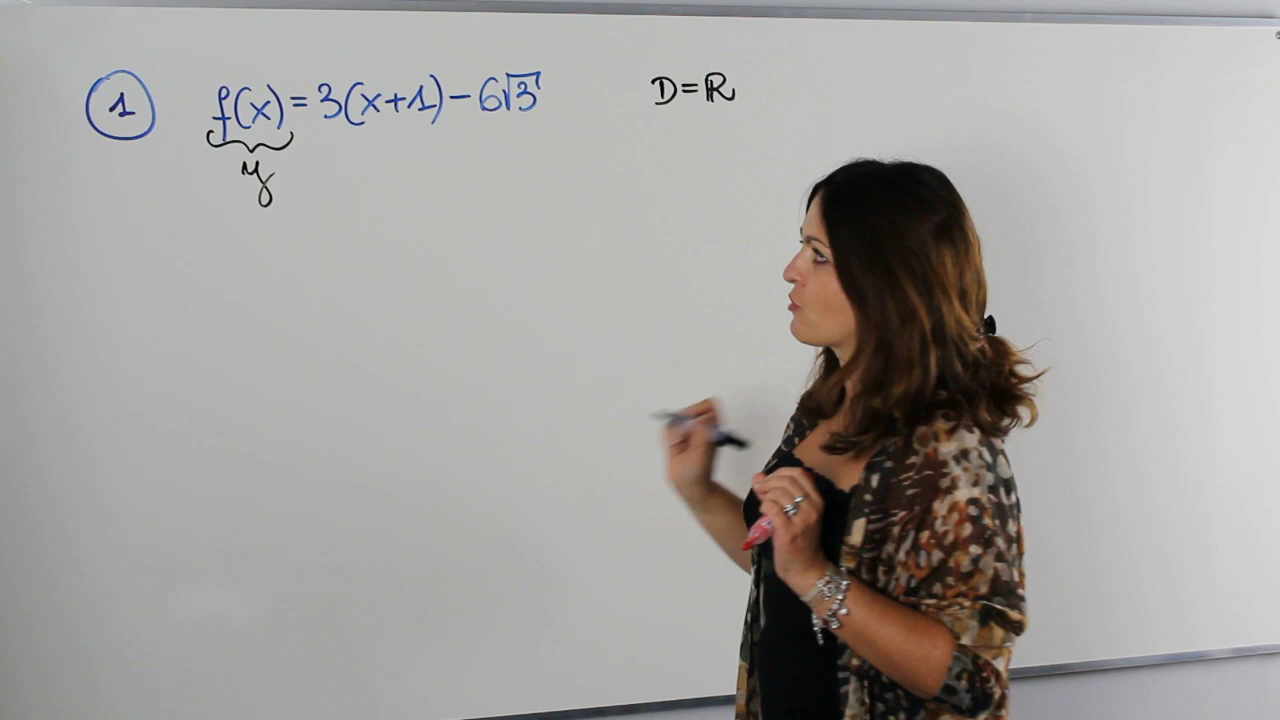 1 f(x)=3(x+1)-6√3 D=ℝ
y